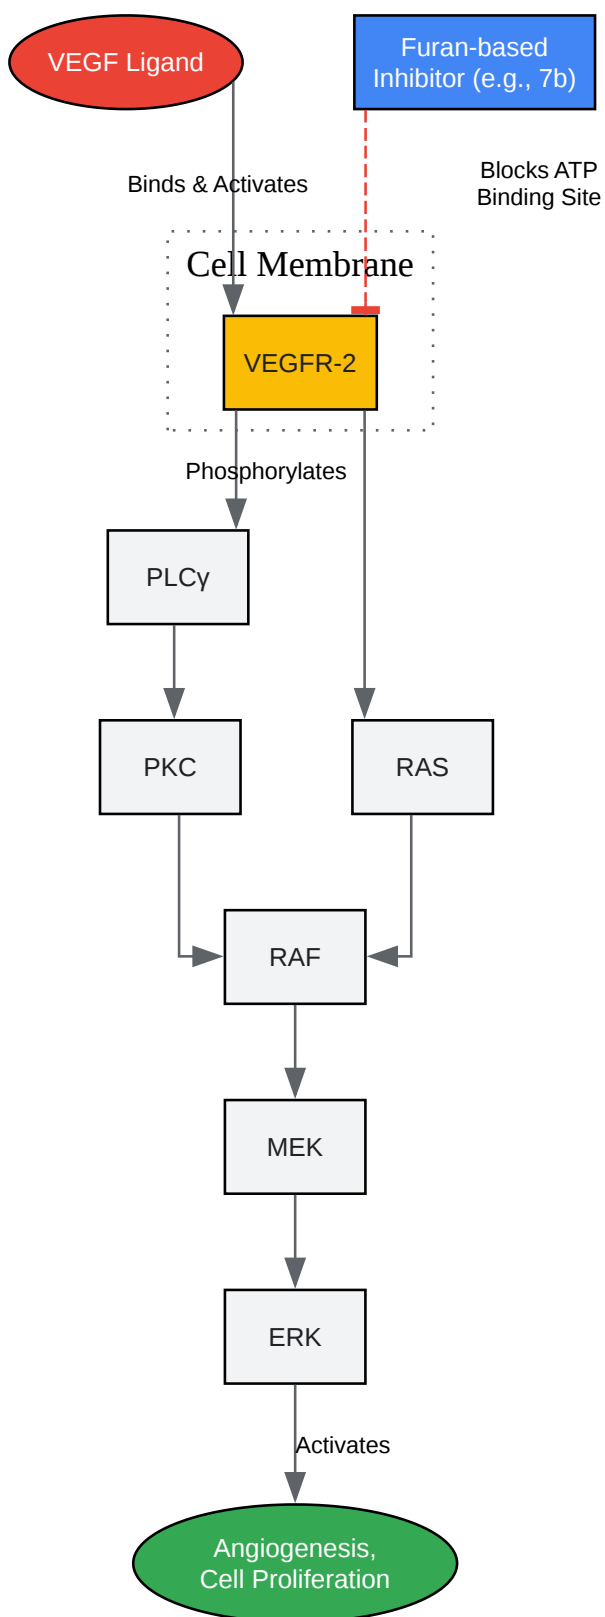 VEGF Ligand
Furan-based
Inhibitor (e.g., 7b)
Binds & Activates
Blocks ATP
Binding Site
Cell Membrane
VEGFR-2
Phosphorylates
PLCγ
PKC
RAS
RAF
MEK
ERK
Activates
Angiogenesis,
Cell Proliferation